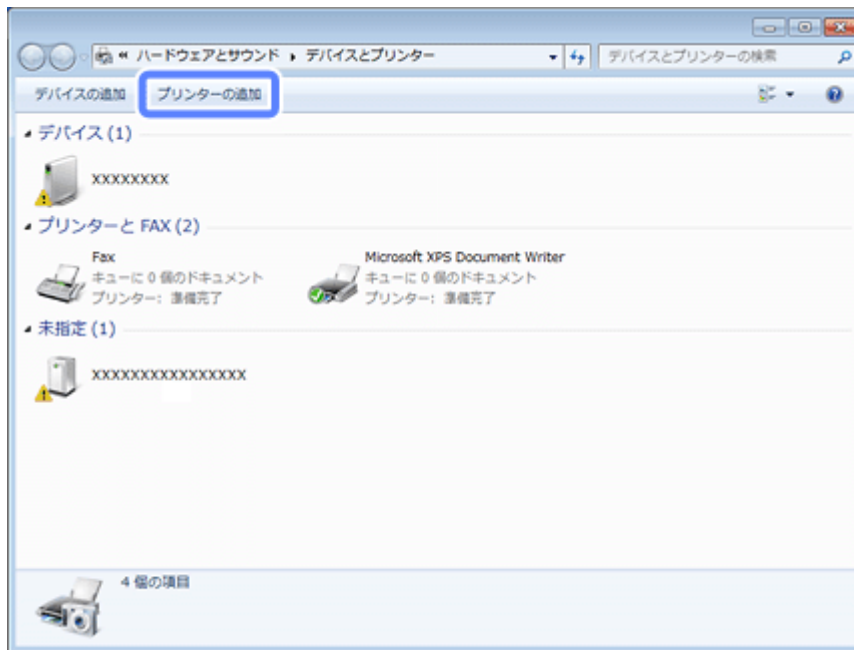 « ハードウェアとサウンド ▸ デバイスとプリンター
デバイスとプリンターの検索
デバイスの追加 プリンターの追加
デバイス (1)
XXXXXXXX
プリンターと FAX (2)
Fax
キューに 0 個のドキュメント
プリンター: 準備完了
Microsoft XPS Document Writer
キューに 0 個のドキュメント
プリンター: 準備完了
未指定 (1)
XXXXXXXXXXXXXXXX
4 個の項目